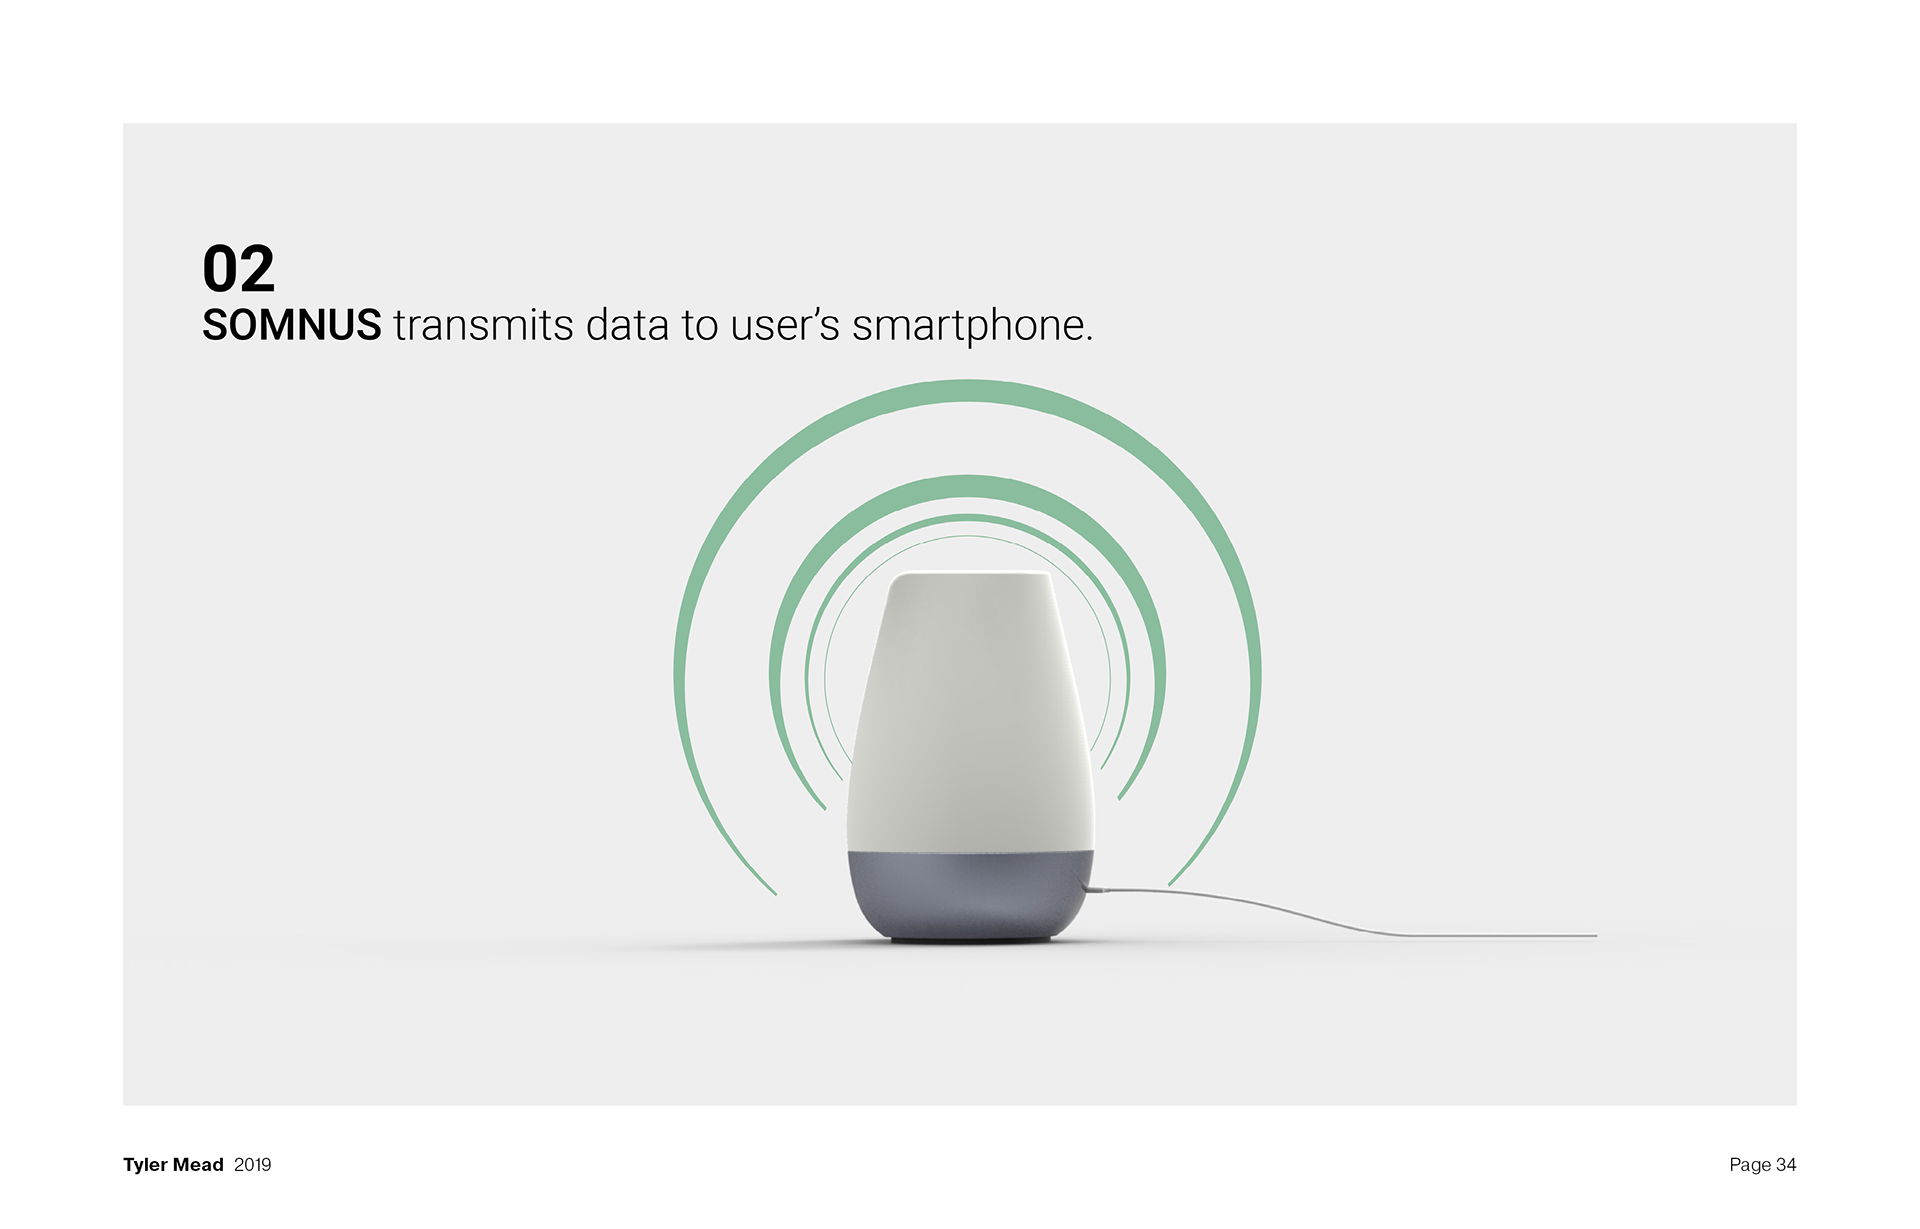 02
SOMNUS transmits data to user’s smartphone.
Tyler Mead 2019
Page 34